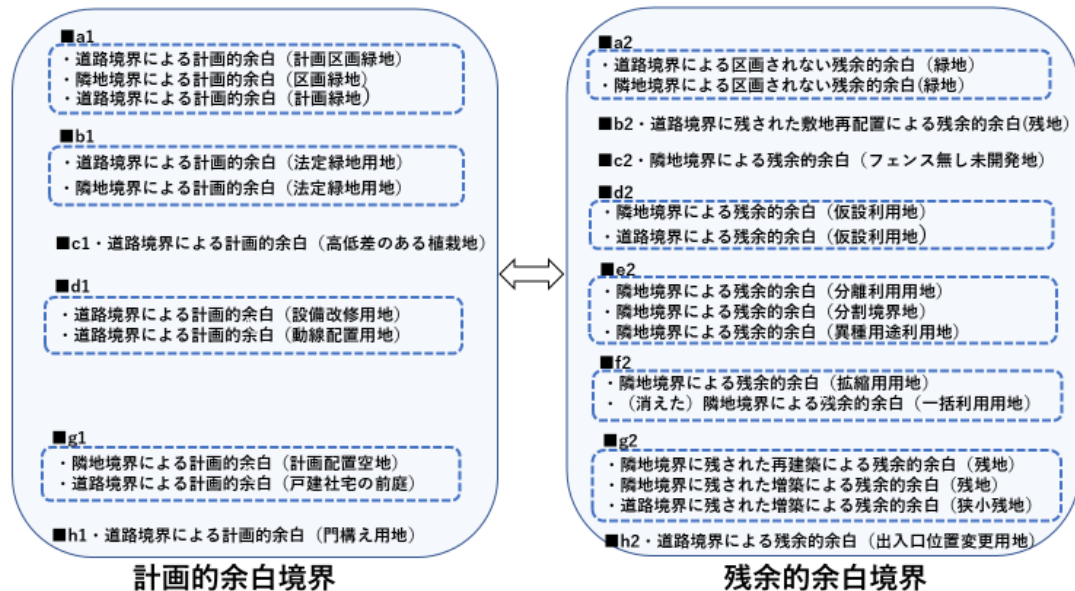 ■a1
・道路境界による計画的余白（計画区画緑地）
・隣地境界による計画的余白（区画緑地）
・道路境界による計画的余白（計画緑地）
■b1
・道路境界による計画的余白（法定緑地用地）
・隣地境界による計画的余白（法定緑地用地）
■c1・道路境界による計画的余白（高低差のある植栽地）
■d1
・道路境界による計画的余白（設備改修用地）
・道路境界による計画的余白（動線配置用地）
■g1
・隣地境界による計画的余白（計画配置空地）
・道路境界による計画的余白（戸建社宅の前庭）
■h1・道路境界による計画的余白（門構え用地）
計画的余白境界
■a2
・道路境界による区画されない残余的余白（緑地）
・隣地境界による区画されない残余的余白(緑地）
■b2・道路境界に残された敷地再配置による残余的余白(残地）
■c2・隣地境界による残余的余白（フェンス無し未開発地）
■d2
・隣地境界による残余的余白（仮設利用地）
・道路境界による残余的余白（仮設利用地）
■e2
・隣地境界による残余的余白（分離利用用地）
・隣地境界による残余的余白（分割境界地）
・隣地境界による残余的余白（異種用途利用地）
■f2
・隣地境界による残余的余白（拡縮用用地）
・（消えた）隣地境界による残余的余白（一括利用用地）
■g2
・隣地境界に残された再建築による残余的余白（残地）
・隣地境界に残された増築による残余的余白（残地）
・道路境界に残された増築による残余的余白（狭小残地）
■h2・道路境界による残余的余白（出入口位置変更用地）
残余的余白境界